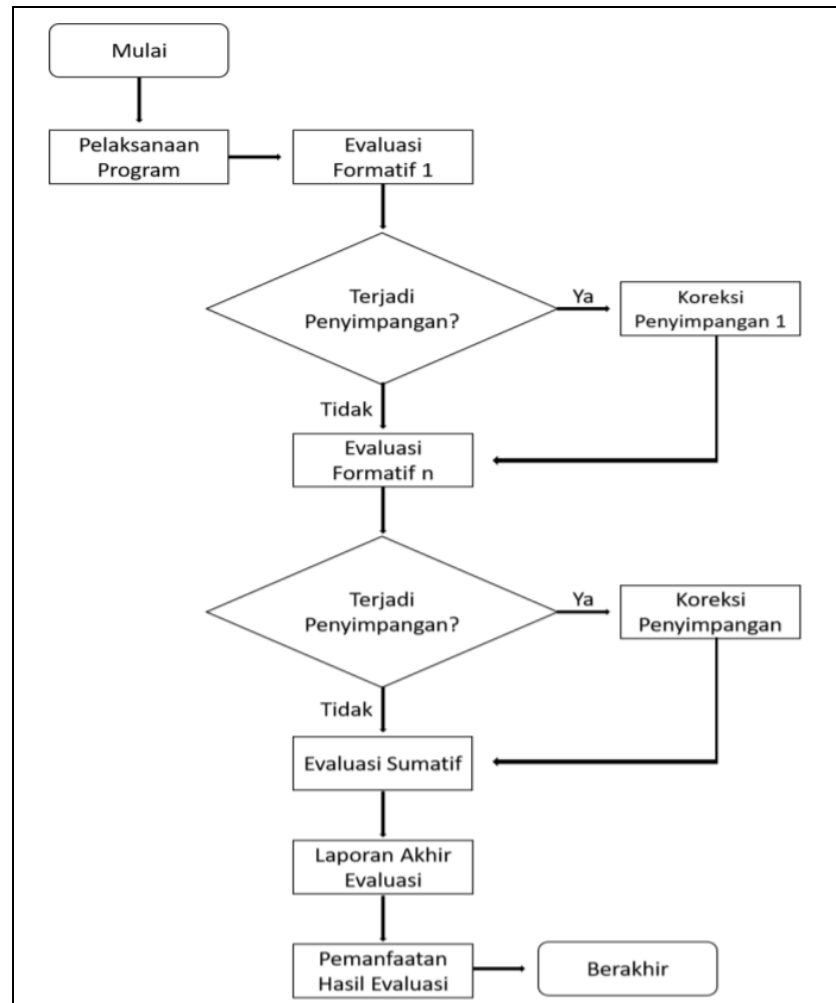 Mulai
Pelaksanaan
Program
Evaluasi
Formatif 1
Terjadi
Penyimpangan?
Ya
Koreksi
Penyimpangan 1
Tidak
Evaluasi
Formatif n
Terjadi
Penyimpangan?
Ya
Koreksi
Penyimpangan
Tidak
Evaluasi Sumatif
Laporan Akhir
Evaluasi
Pemanfaatan
Hasil Evaluasi
Berakhir